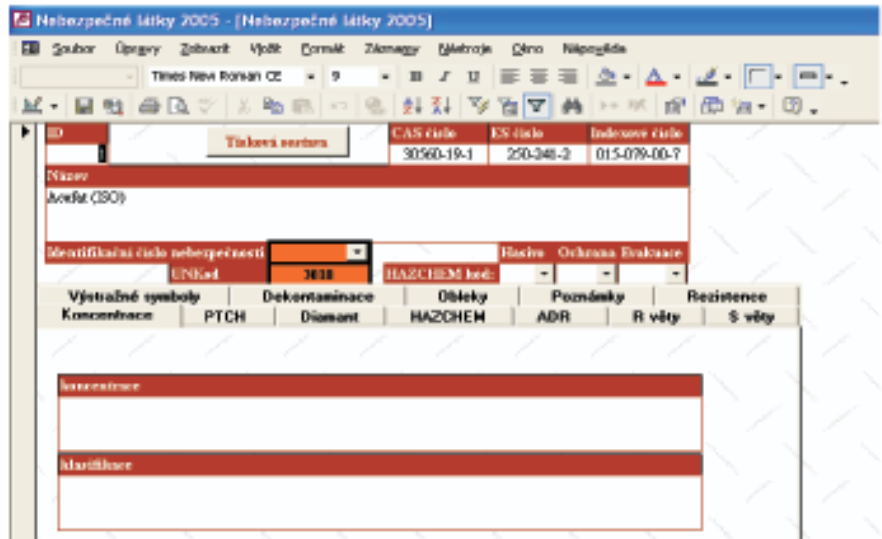 Nebezpečné látky 2005 - [Nebezpečné látky 2005]
Soubor Úpravy Zobrazit Vložit Formát Záznamy Nástroje Okno Nápověda
Times New Roman CE 9
ID Tisková sestava CAS číslo ES číslo Indexové číslo
1 30560-19-1 250-241-2 015-079-00-7
Název
Acefat (ISO)
Identifikační číslo nebezpečnosti Hasivo Ochrana Evakuace
UNKod 3018 HAZCHEM kod:
Výstražné symboly Dekontaminace Obleky Poznámky Rezistence
Koncentrace PTCH Diamant HAZCHEM ADR R věty S věty
koncentrace
klasifikace